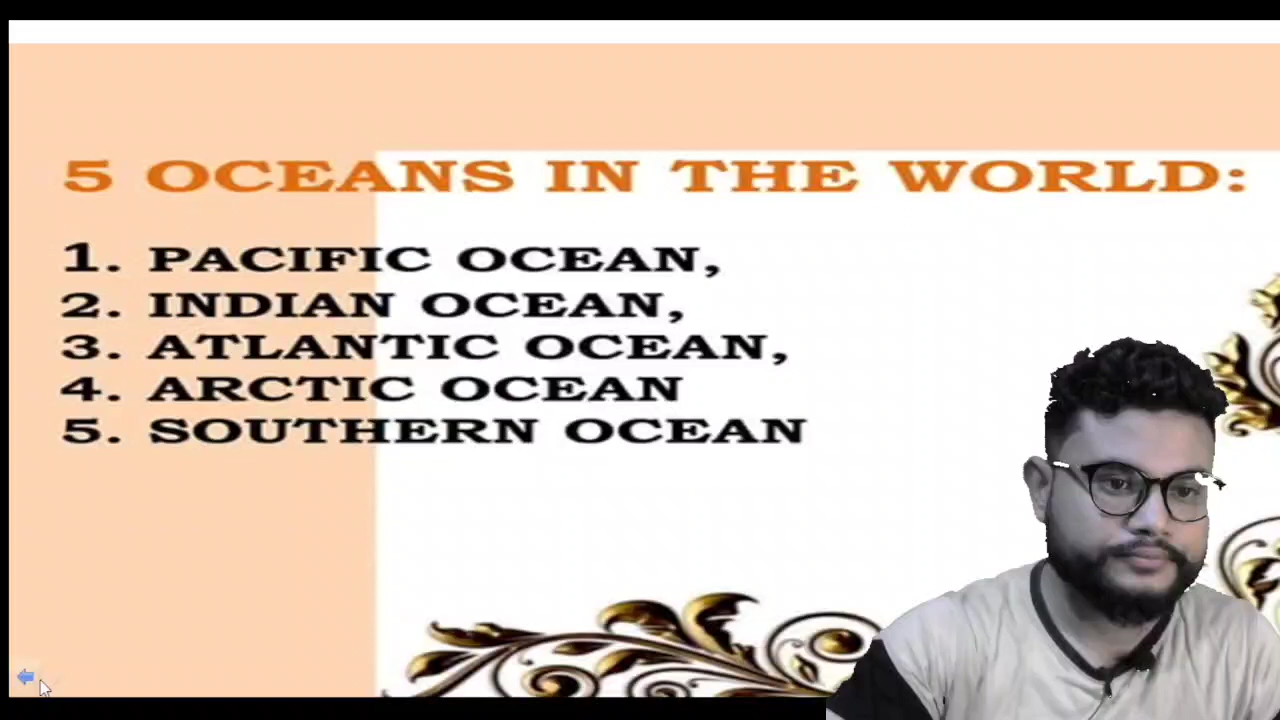 5 OCEANS IN THE WORLD:
1. PACIFIC OCEAN,
2. INDIAN OCEAN,
3. ATLANTIC OCEAN,
4. ARCTIC OCEAN
5. SOUTHERN OCEAN